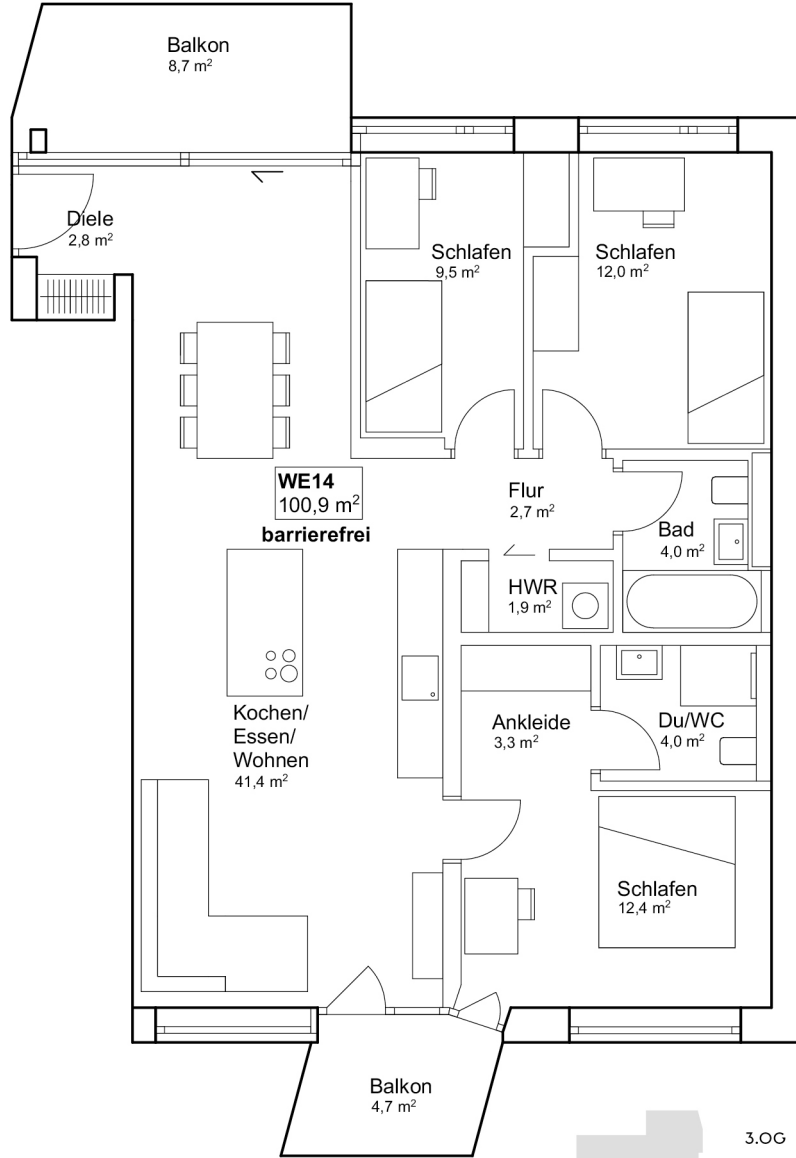 Balkon
8,7 m²
Diele
2,8 m²
Schlafen
9,5 m²
Schlafen
12,0 m²
WE14
100,9 m²
barrierefrei
Flur
2,7 m²
Bad
4,0 m²
HWR
1,9 m²
Kochen/
Essen/
Wohnen
41,4 m²
Ankleide
3,3 m²
Du/WC
4,0 m²
Schlafen
12,4 m²
Balkon
4,7 m²
3.OG